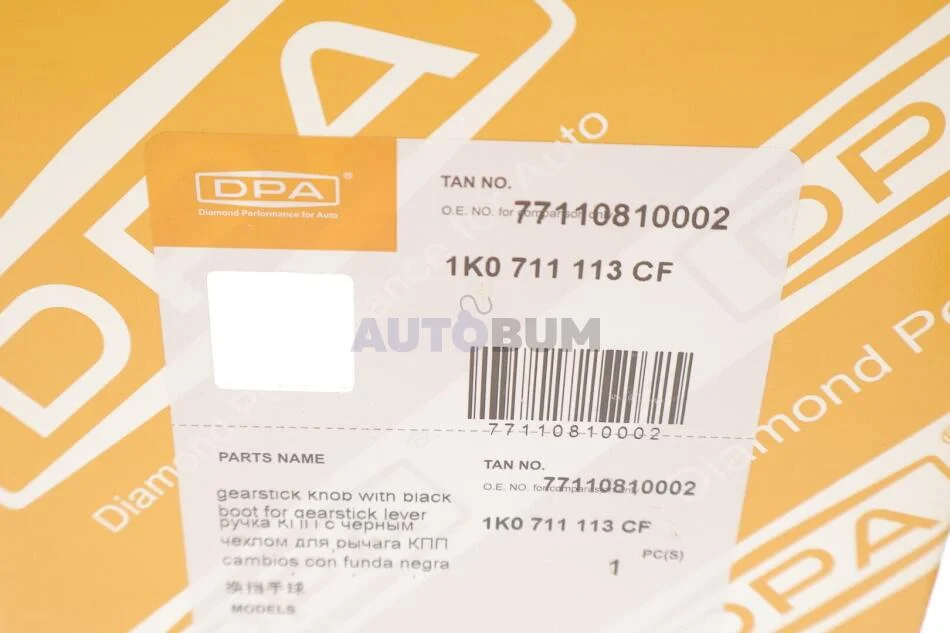 DPA®
Diamond Performance for Auto
TAN NO.
77110810002
O.E. NO. for comparison only
1K0 711 113 CF
AUTOBUM
77110810002
PARTS NAME
gearstick knob with black
boot for gearstick lever
ручка КПП с черным
чехлом для рычага КПП
cambios con funda negra
换挡手球
MODELS
TAN NO.
77110810002
O.E. NO. for comparison only
1K0 711 113 CF
PC(S)
1
DPA
Diamond Performance for Auto
DPA
Diamond
DPA